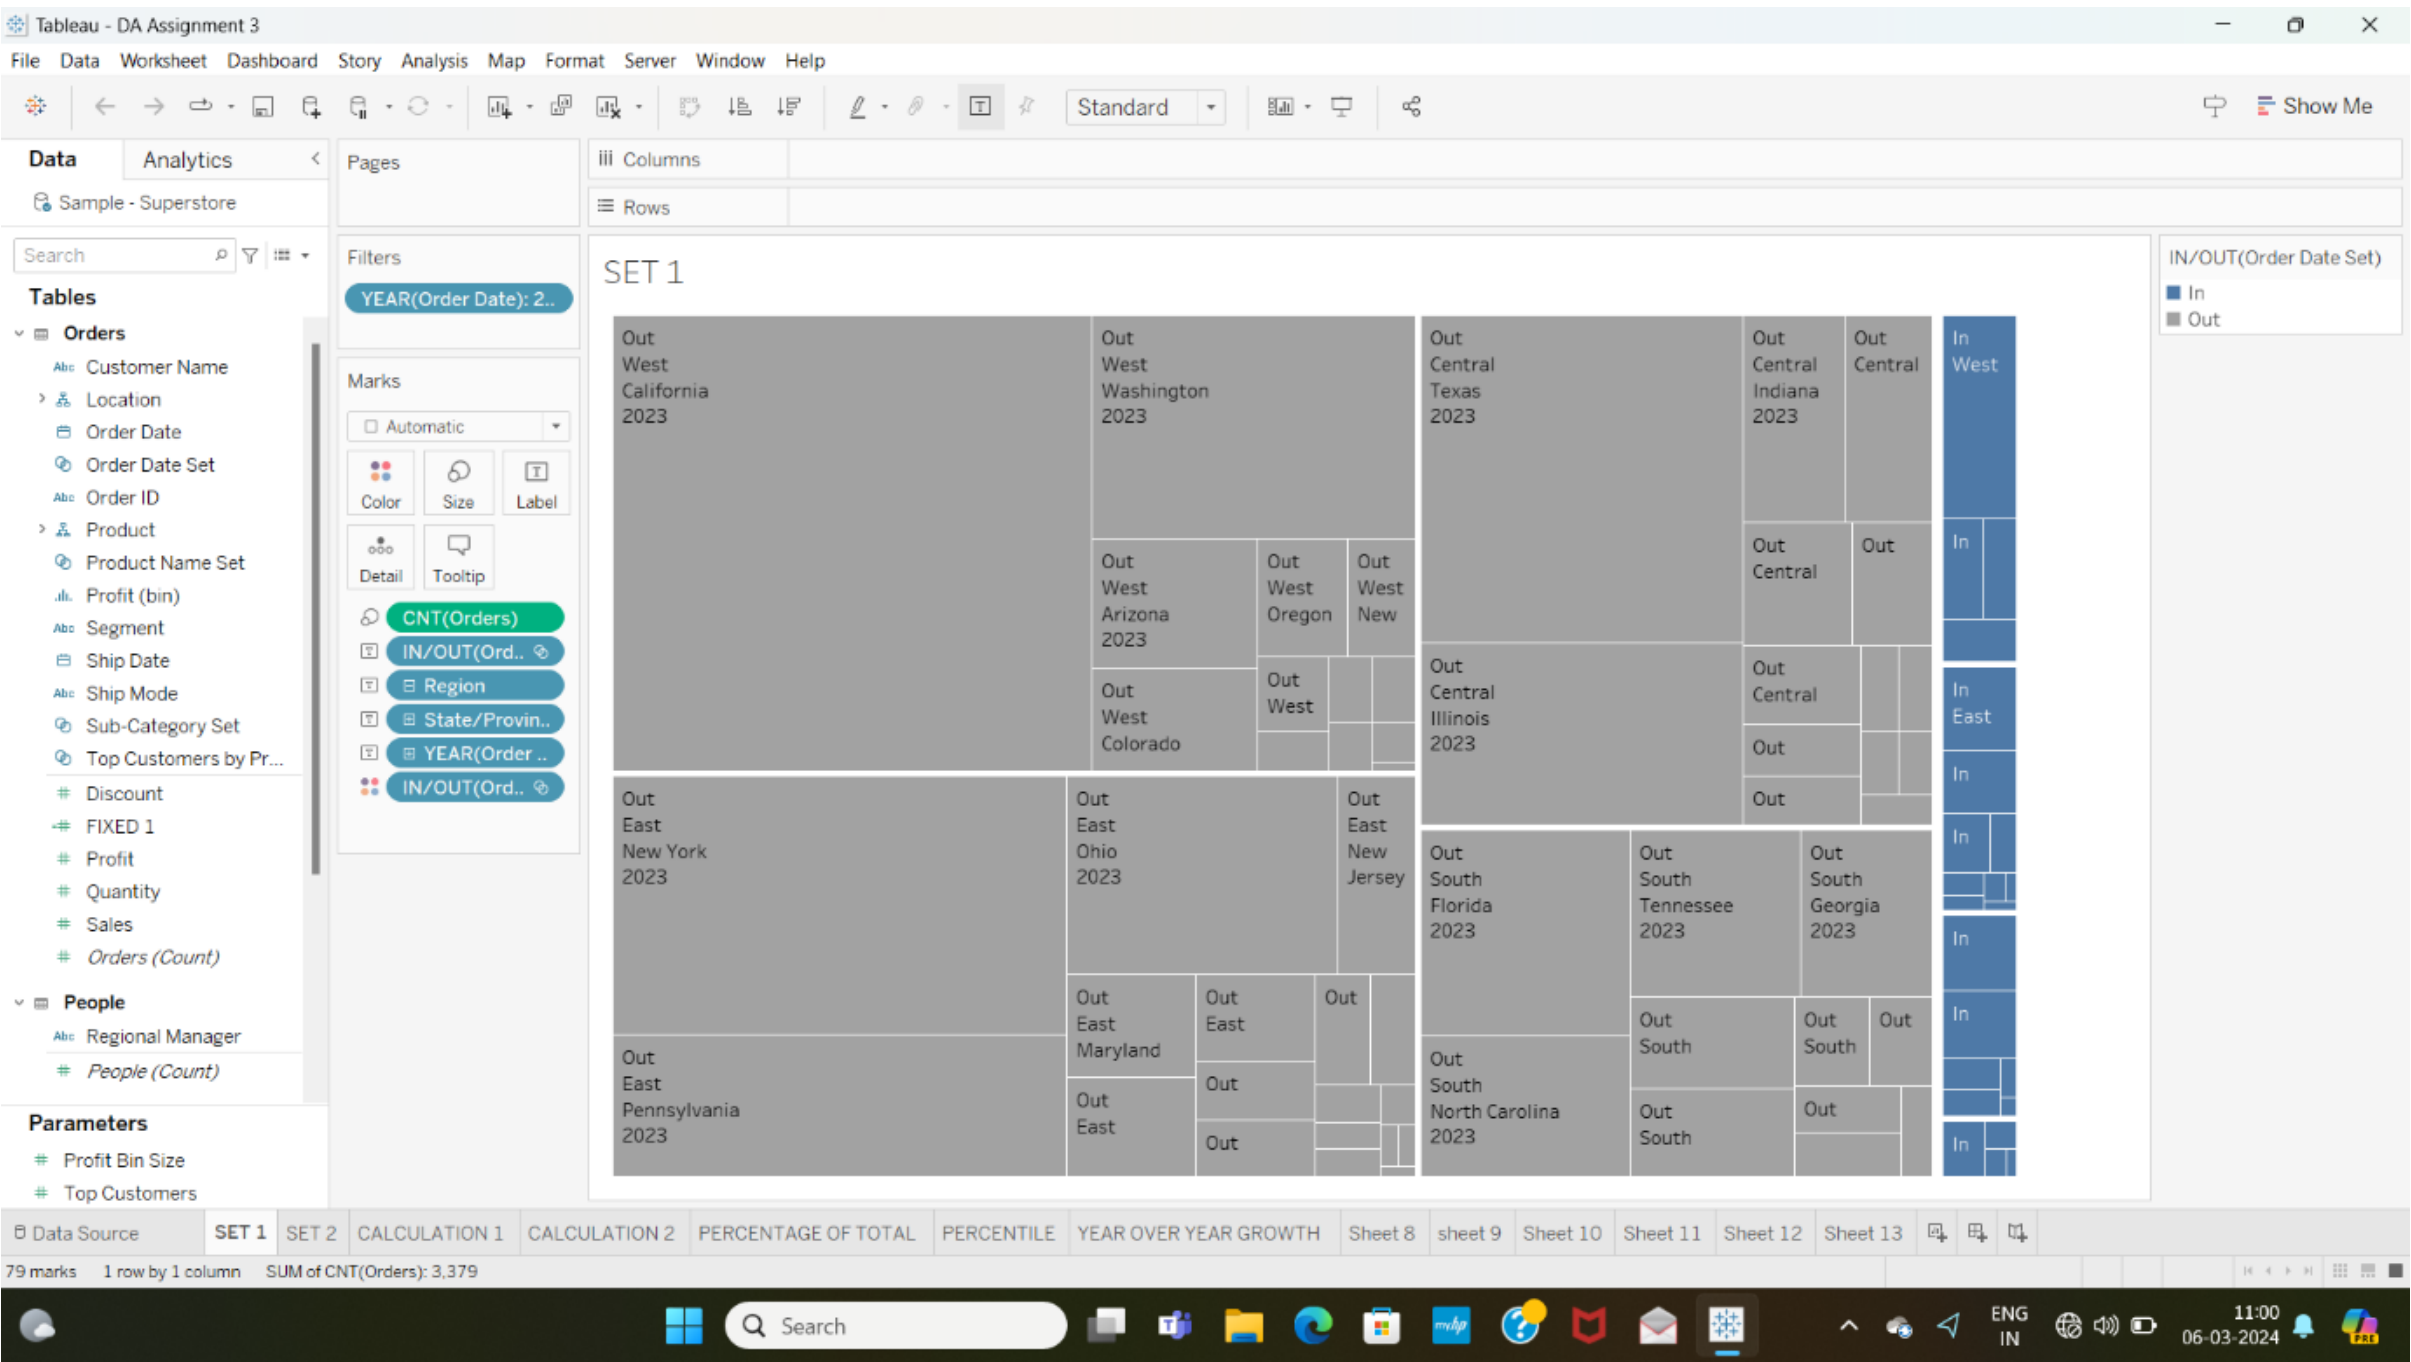 Tableau - DA Assignment 3
File Data Worksheet Dashboard Story Analysis Map Format Server Window Help
Standard
Show Me
Data Analytics
Sample - Superstore
Search
Tables
Orders
Abc Customer Name
Location
Order Date
Order Date Set
Abc Order ID
Product
Product Name Set
Profit (bin)
Abc Segment
Ship Date
Abc Ship Mode
Sub-Category Set
Top Customers by Pr...
# Discount
=# FIXED 1
# Profit
# Quantity
# Sales
# Orders (Count)
People
Abc Regional Manager
# People (Count)
Parameters
# Profit Bin Size
# Top Customers
Pages
Filters
YEAR(Order Date): 2..
Marks
Automatic
Color Size Label
Detail Tooltip
CNT(Orders)
IN/OUT(Ord..
Region
State/Provin..
YEAR(Order ..
IN/OUT(Ord..
iii Columns
Rows
SET 1
Out
West
California
2023
Out
West
Washington
2023
Out
West
Arizona
2023
Out
West
Oregon
Out
West
New
Out
West
Colorado
Out
West
Out
Central
Texas
2023
Out
Central
Indiana
2023
Out
Central
Out
Central
Out
Out
Central
Illinois
2023
Out
Central
Out
Out
Out
East
New York
2023
Out
East
Ohio
2023
Out
East
New
Jersey
Out
East
Pennsylvania
2023
Out
East
Maryland
Out
East
Out
Out
East
Out
Out
Out
South
Florida
2023
Out
South
Tennessee
2023
Out
South
Georgia
2023
Out
South
North Carolina
2023
Out
South
Out
South
Out
Out
South
Out
In
West
In
In
East
In
In
In
In
In
IN/OUT(Order Date Set)
In
Out
Data Source SET 1 SET 2 CALCULATION 1 CALCULATION 2 PERCENTAGE OF TOTAL PERCENTILE YEAR OVER YEAR GROWTH Sheet 8 sheet 9 Sheet 10 Sheet 11 Sheet 12 Sheet 13
79 marks 1 row by 1 column SUM of CNT(Orders): 3,379
Search
myhp
ENG
IN
11:00
06-03-2024
PRE